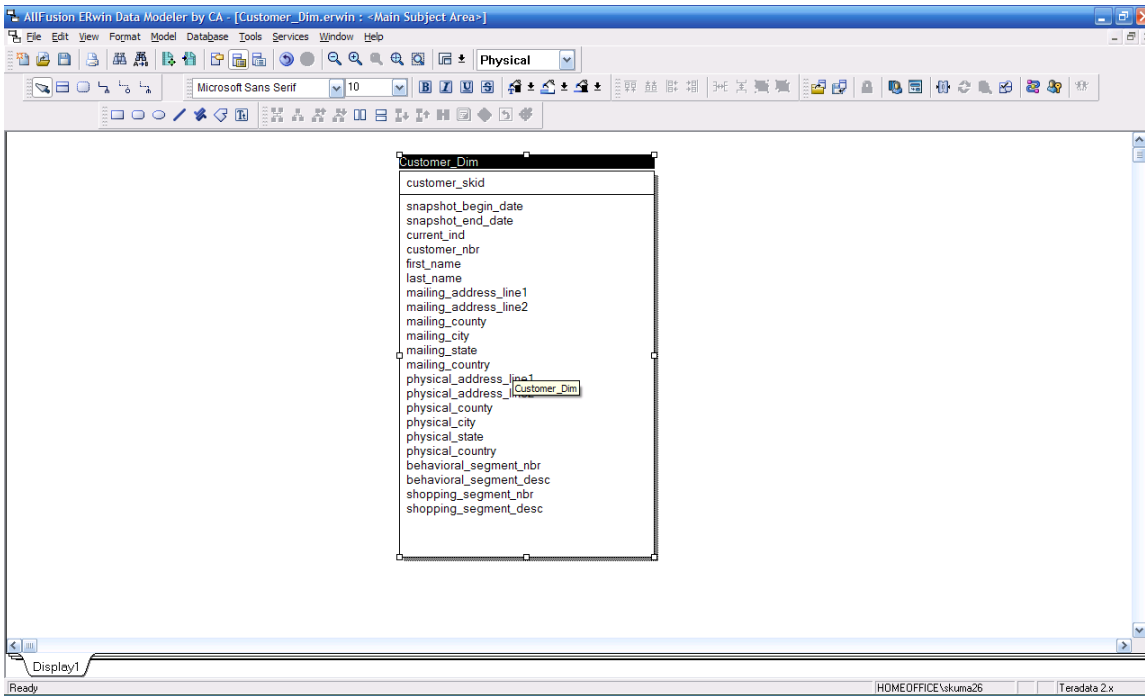 AllFusion ERwin Data Modeler by CA - [Customer_Dim.erwin : <Main Subject Area>]
File Edit View Format Model Database Tools Services Window Help
Physical
Microsoft Sans Serif 10 B I U S
Customer_Dim
customer_skid
snapshot_begin_date
snapshot_end_date
current_ind
customer_nbr
first_name
last_name
mailing_address_line1
mailing_address_line2
mailing_county
mailing_city
mailing_state
mailing_country
physical_address_line1
physical_address_line2
Customer_Dim
physical_county
physical_city
physical_state
physical_country
behavioral_segment_nbr
behavioral_segment_desc
shopping_segment_nbr
shopping_segment_desc
Display1
Ready HOMEOFFICE\skuma26 Teradata 2.x